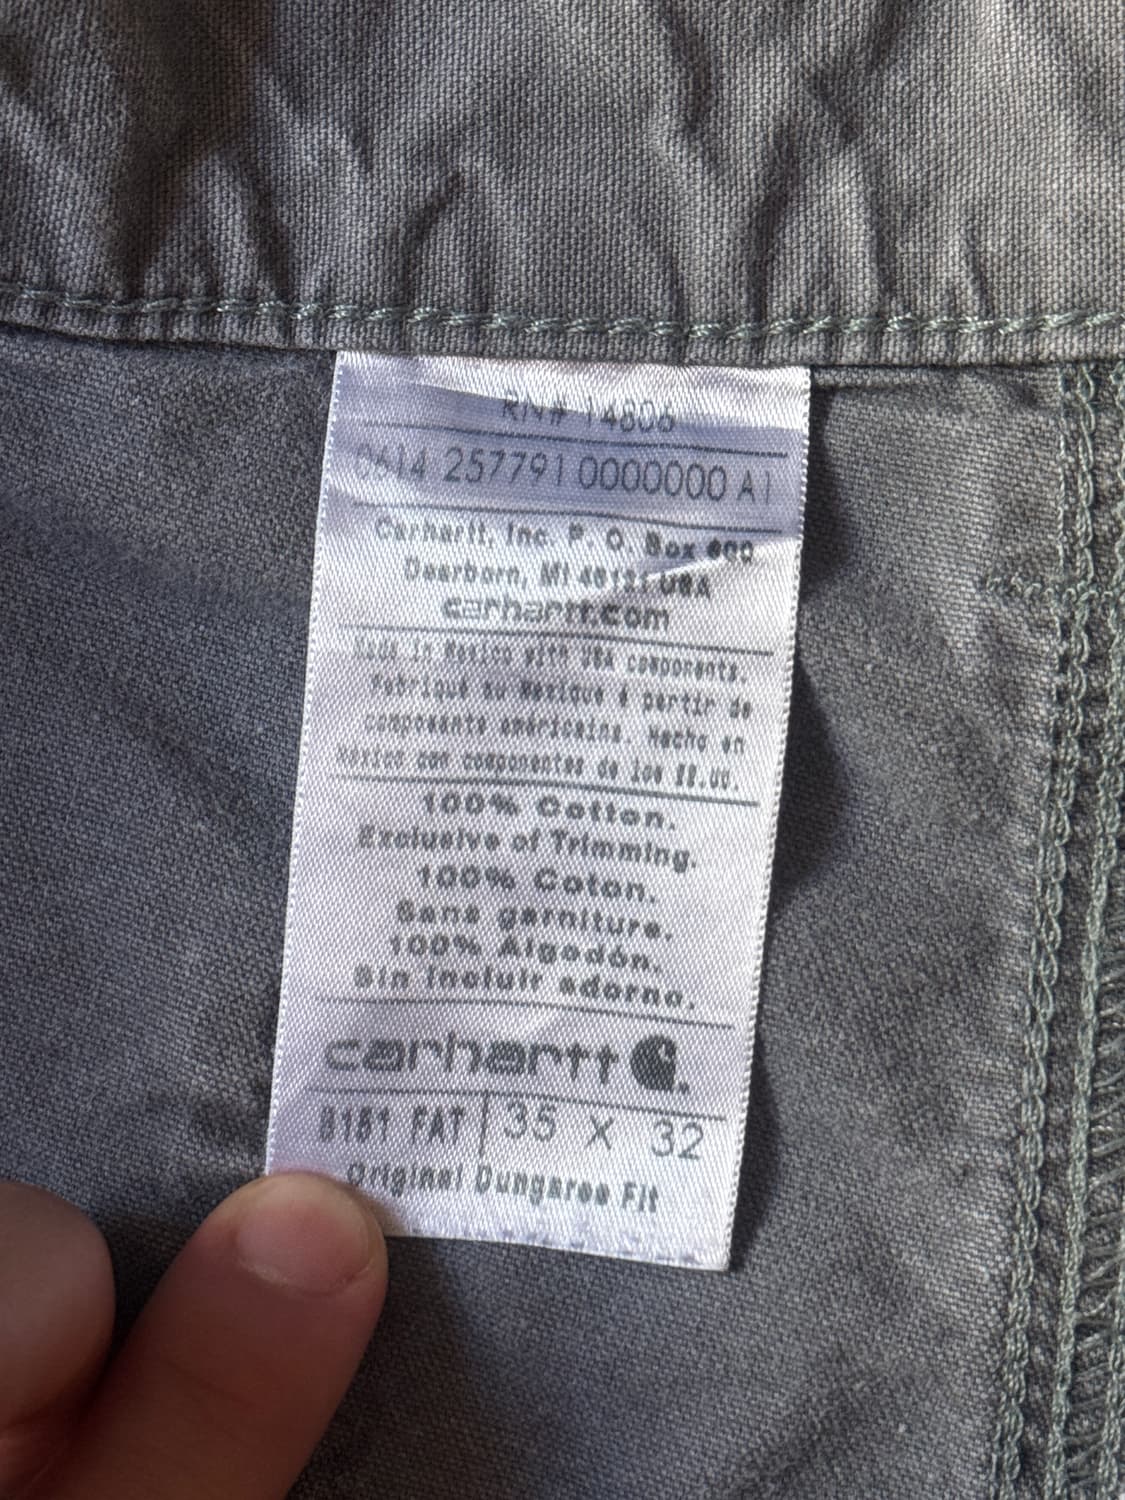 RN# 14806
0614 2577910000000 A1
Carhartt, Inc. P. O. Box 600
Dearborn, MI 48121 USA
carhartt.com
Made in Mexico with USA components.
Fabriqué au Mexique à partir de
composants américains. Hecho en
México con componentes de los EE.UU.
100% Cotton.
Exclusive of Trimming.
100% Coton.
Sans garniture.
100% Algodón.
Sin incluir adorno.
carhartt
B151 FAT 35 X 32
Original Dungaree Fit